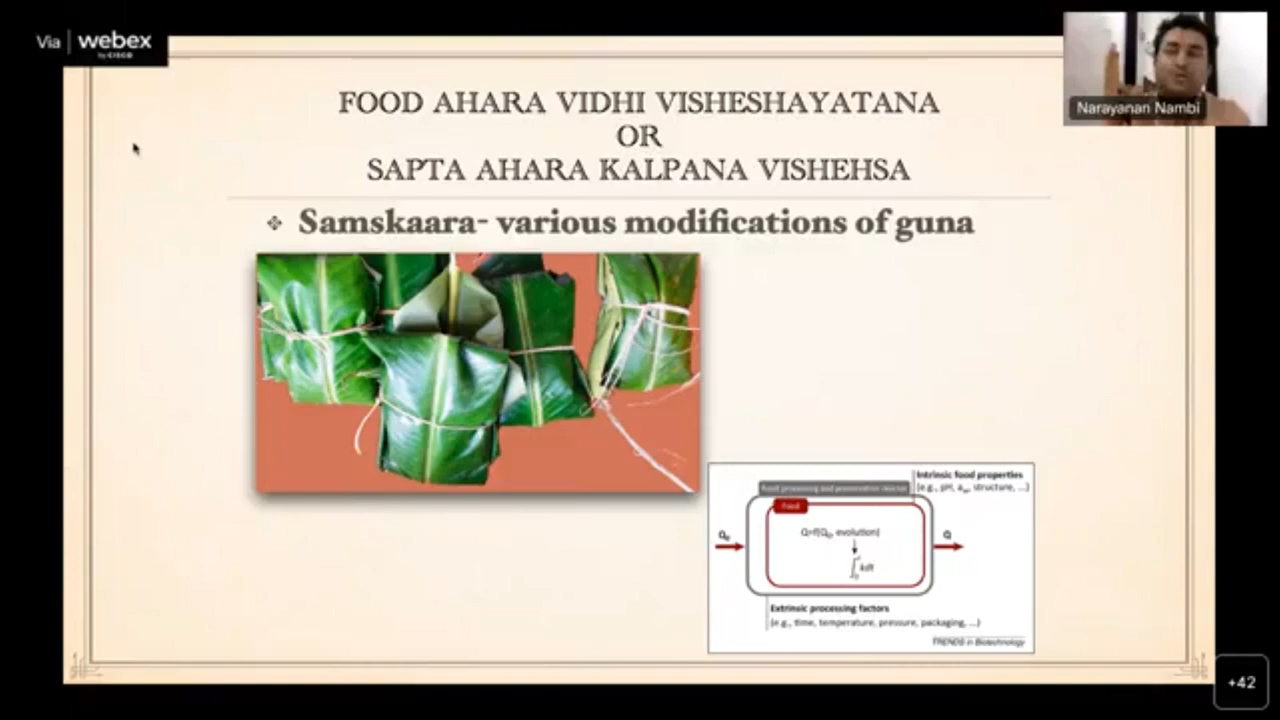 Via | webex
by CISCO
Narayanan Nambi
FOOD AHARA VIDHI VISHESHAYATANA
OR
SAPTA AHARA KALPANA VISHEHSA
❖ Samskaara- various modifications of guna
Intrinsic food properties
(e.g., pH, aw, structure, ...)
Food processing and preservation reactor
Food
Q0
Q=f(Q0, evolution)
Q
Extrinsic processing factors
(e.g., time, temperature, pressure, packaging, ...)
TRENDS in Biotechnology
+42